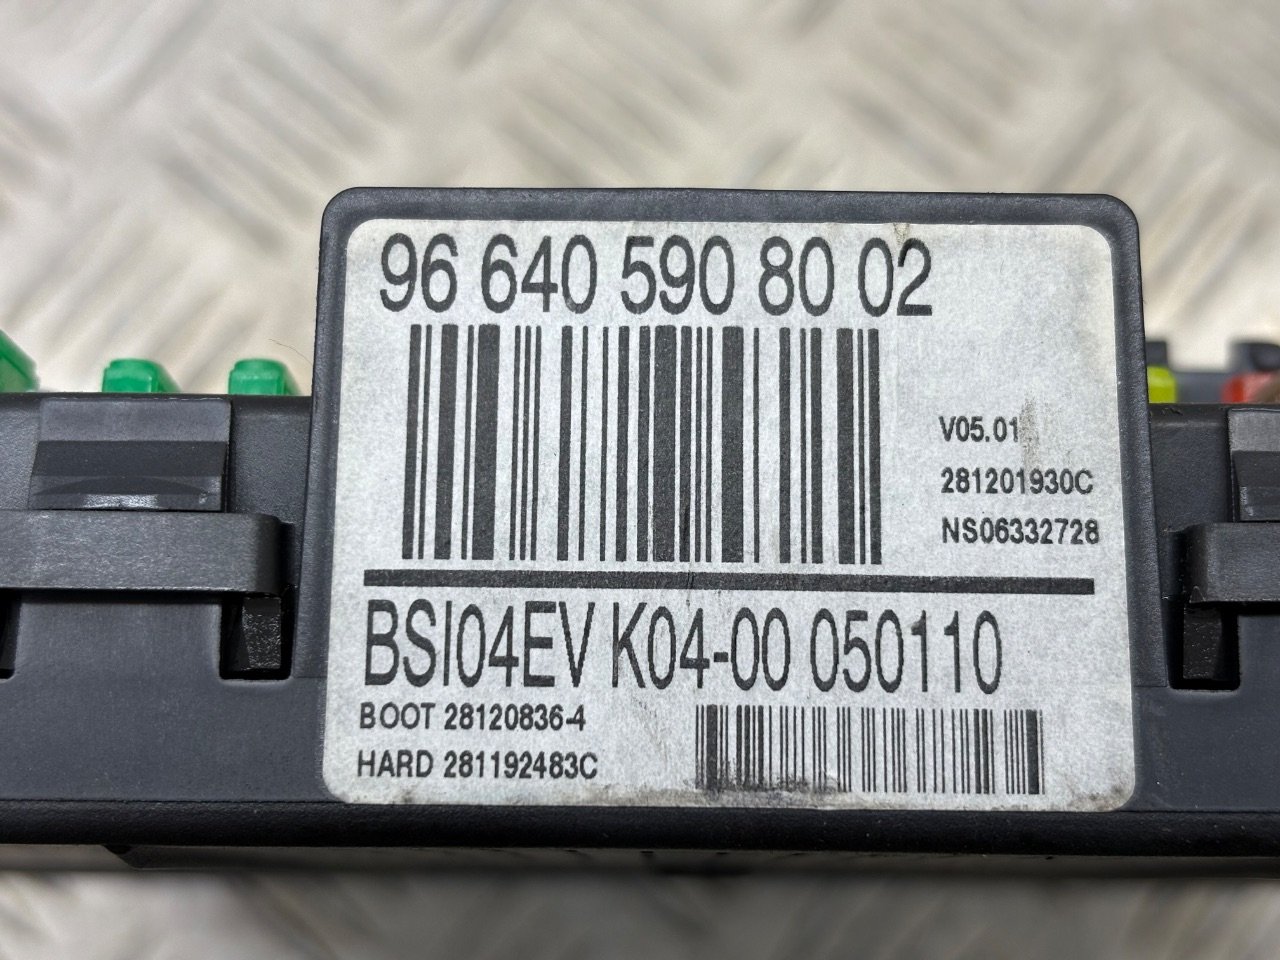 96 640 590 80 02
V05.01
281201930C
NS06332728
BSI04EV K04-00 050110
BOOT 28120836-4
HARD 281192483C